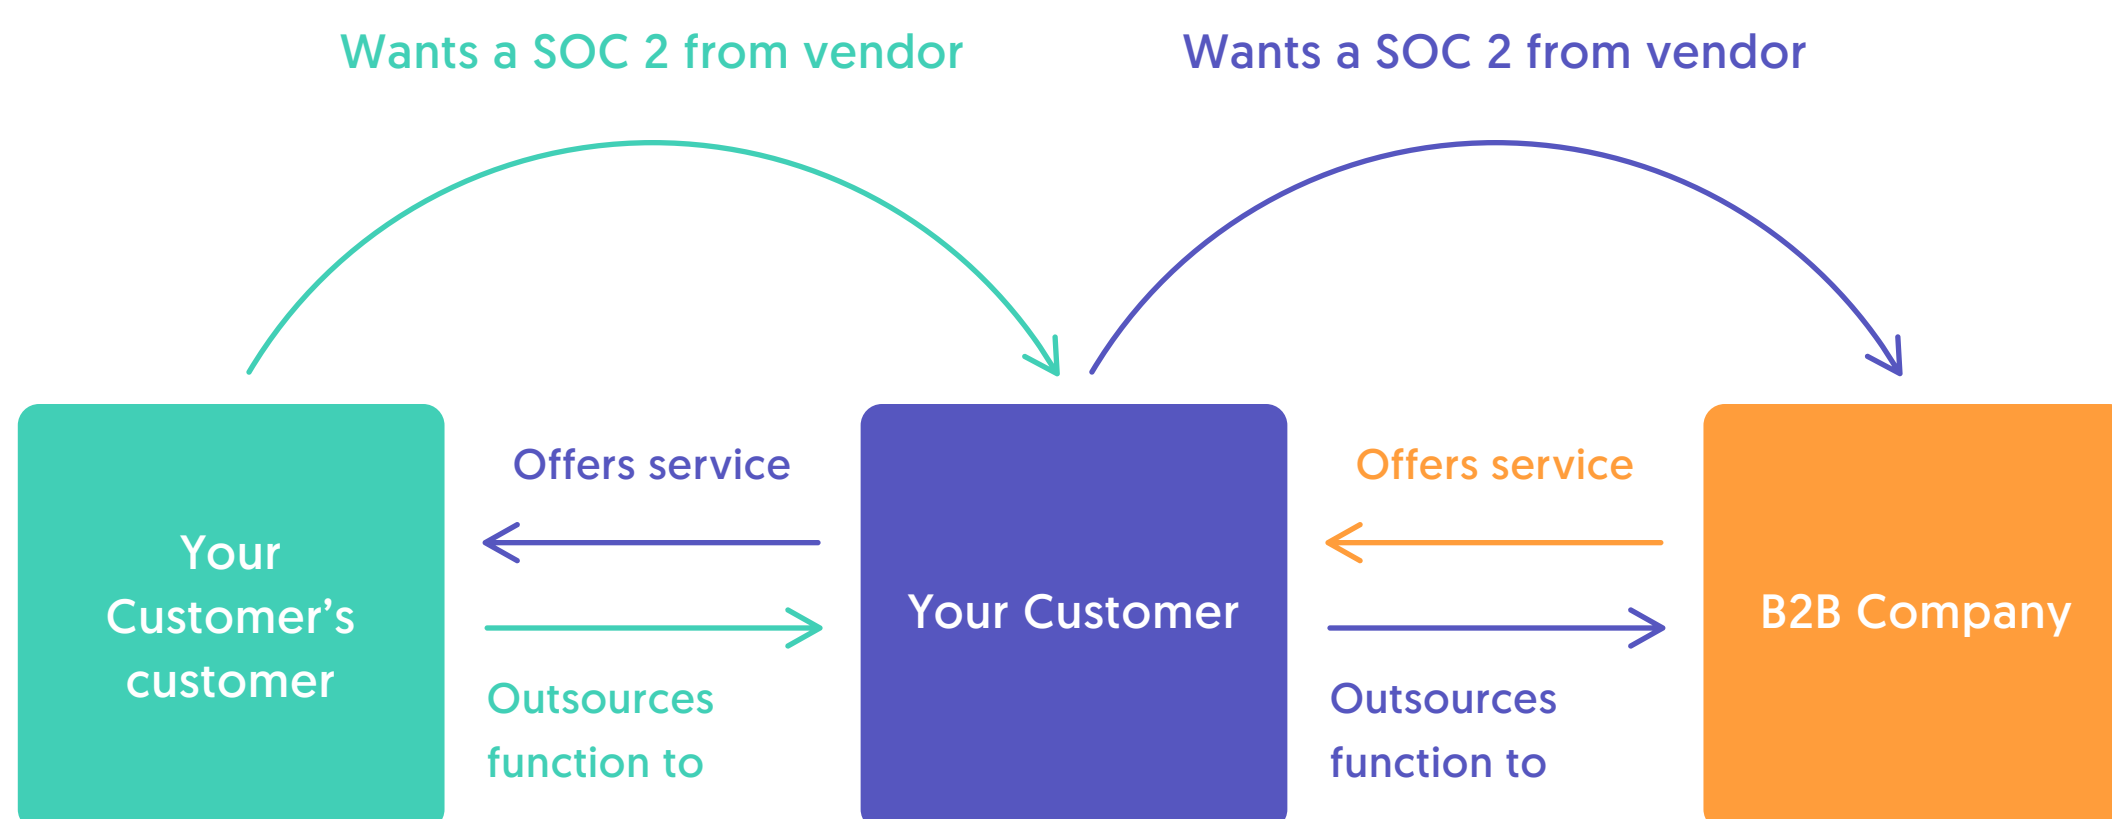 Wants a SOC 2 from vendor
Wants a SOC 2 from vendor
Your
Customer’s
customer
Offers service
Outsources
function to
Your Customer
Offers service
Outsources
function to
B2B Company